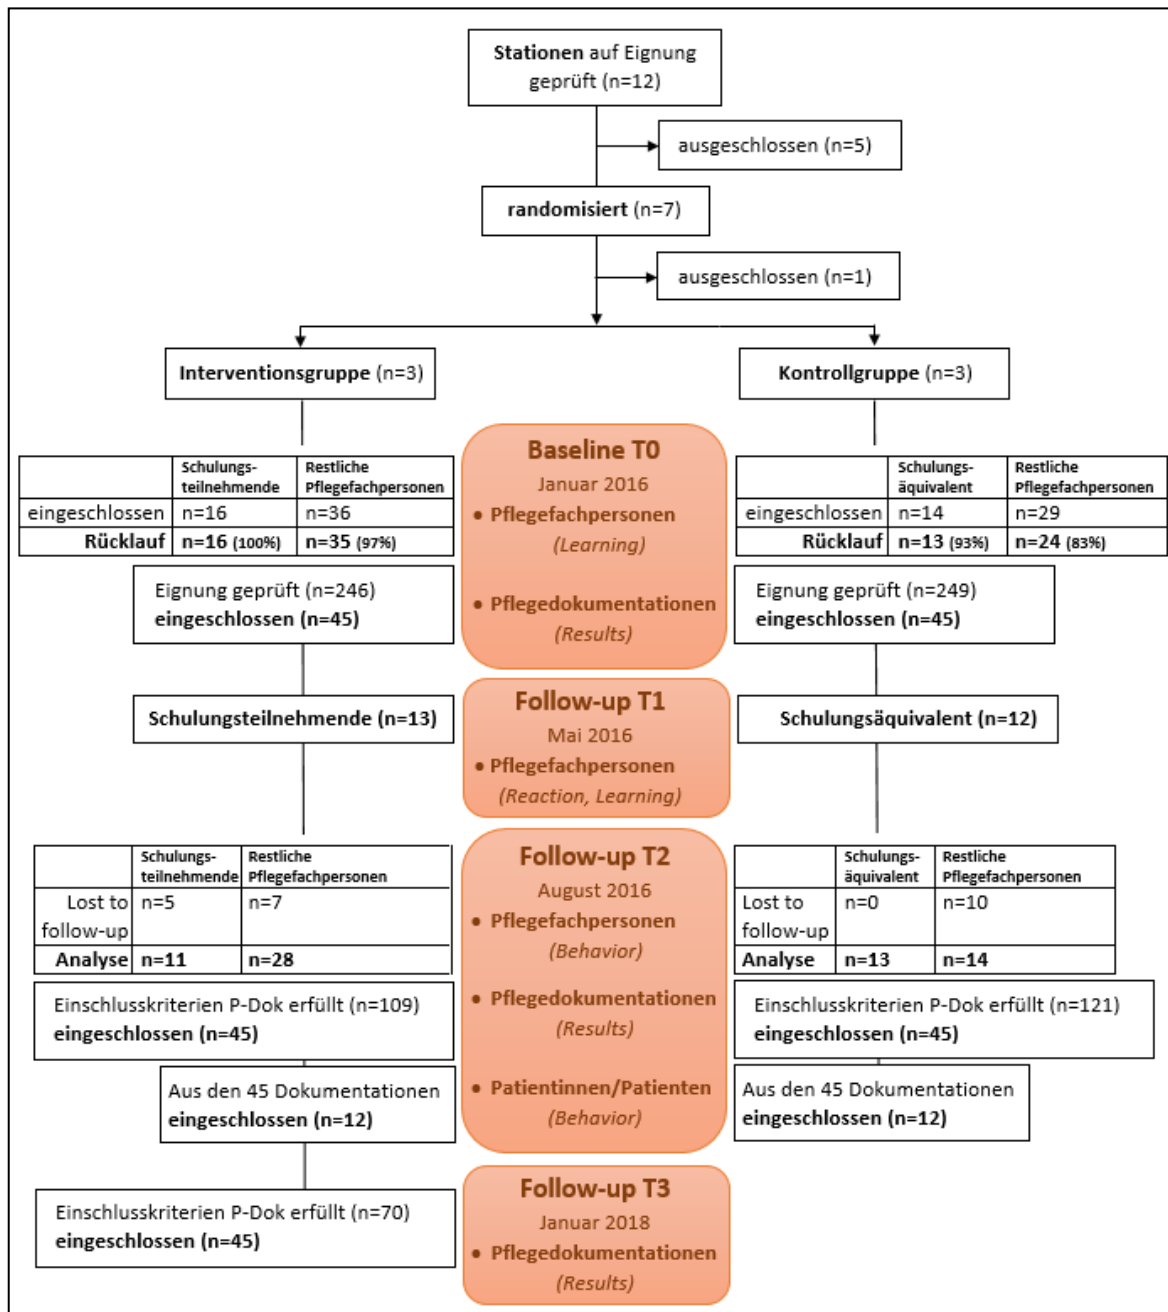 Stationen auf Eignung
geprüft (n=12)
ausgeschlossen (n=5)
randomisiert (n=7)
ausgeschlossen (n=1)
Interventionsgruppe (n=3)
Kontrollgruppe (n=3)
Schulungs-
teilnehmende
Restliche
Pflegefachpersonen
eingeschlossen n=16 n=36
Rücklauf n=16 (100%) n=35 (97%)
Eignung geprüft (n=246)
eingeschlossen (n=45)
Baseline T0
Januar 2016
• Pflegefachpersonen
(Learning)
• Pflegedokumentationen
(Results)
Schulungs-
äquivalent
Restliche
Pflegefachpersonen
eingeschlossen n=14 n=29
Rücklauf n=13 (93%) n=24 (83%)
Eignung geprüft (n=249)
eingeschlossen (n=45)
Schulungsteilnehmende (n=13)
Follow-up T1
Mai 2016
• Pflegefachpersonen
(Reaction, Learning)
Schulungsäquivalent (n=12)
Schulungs-
teilnehmende
Restliche
Pflegefachpersonen
Lost to n=5 n=7
follow-up
Analyse n=11 n=28
Einschlusskriterien P-Dok erfüllt (n=109)
eingeschlossen (n=45)
Aus den 45 Dokumentationen
eingeschlossen (n=12)
Follow-up T2
August 2016
• Pflegefachpersonen
(Behavior)
• Pflegedokumentationen
(Results)
• Patientinnen/Patienten
(Behavior)
Schulungs-
äquivalent
Restliche
Pflegefachpersonen
Lost to n=0 n=10
follow-up
Analyse n=13 n=14
Einschlusskriterien P-Dok erfüllt (n=121)
eingeschlossen (n=45)
Aus den 45 Dokumentationen
eingeschlossen (n=12)
Einschlusskriterien P-Dok erfüllt (n=70)
eingeschlossen (n=45)
Follow-up T3
Januar 2018
• Pflegedokumentationen
(Results)